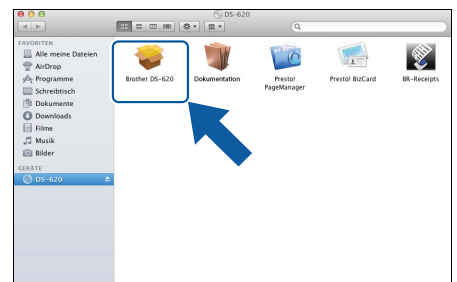 DS-620
FAVORITEN
Alle meine Dateien
AirDrop
Programme
Schreibtisch
Dokumente
Downloads
Filme
Musik
Bilder
GERÄTE
DS-620
Brother DS-620
Dokumentation
Presto!
PageManager
Presto! BizCard
BR-Receipts